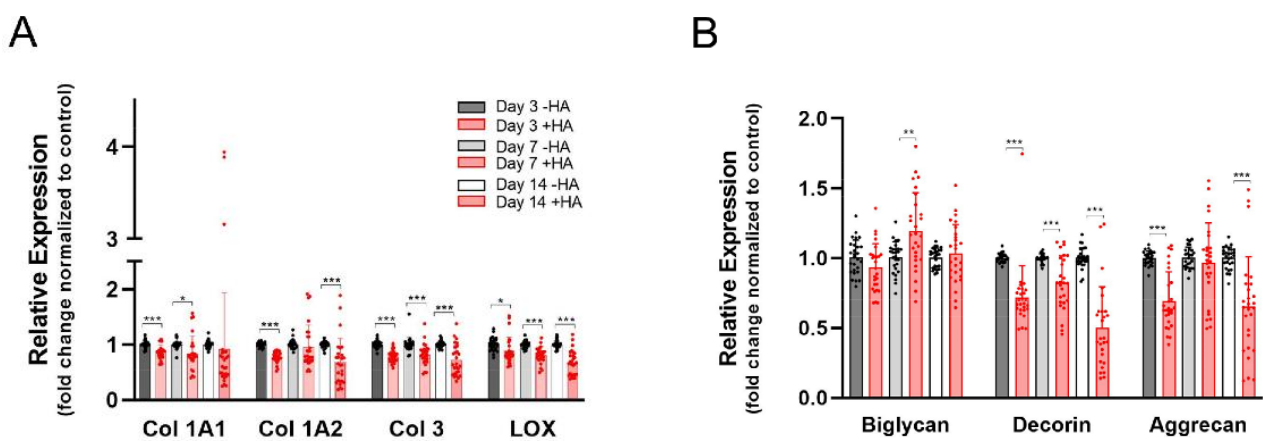 A
Relative Expression
(fold change normalized to control)
4
3
2
1
0
Day 3 -HA
Day 3 +HA
Day 7 -HA
Day 7 +HA
Day 14 -HA
Day 14 +HA
***
*
***
***
***
***
***
*
***
***
Col 1A1
Col 1A2
Col 3
LOX
B
Relative Expression
(fold change normalized to control)
2.0
1.5
1.0
0.5
0.0
**
***
***
***
***
***
Biglycan
Decorin
Aggrecan